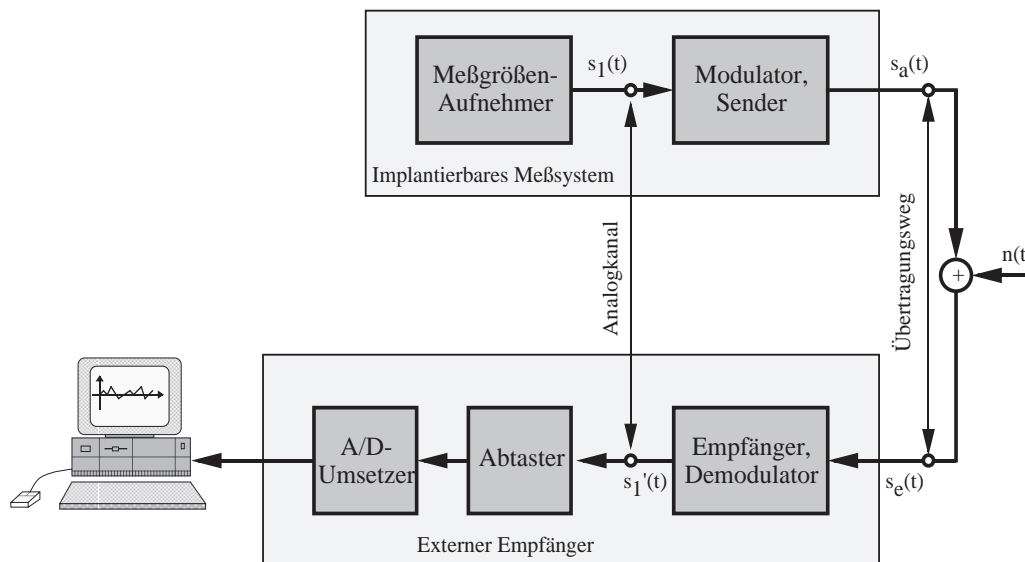 Meßgrößen-
Aufnehmer
s1(t)
Modulator,
Sender
sa(t)
Implantierbares Meßsystem
Analogkanal
Übertragungsweg
n(t
+
A/D-
Umsetzer
Abtaster
s1'(t)
Empfänger,
Demodulator
se(t)
Externer Empfänger